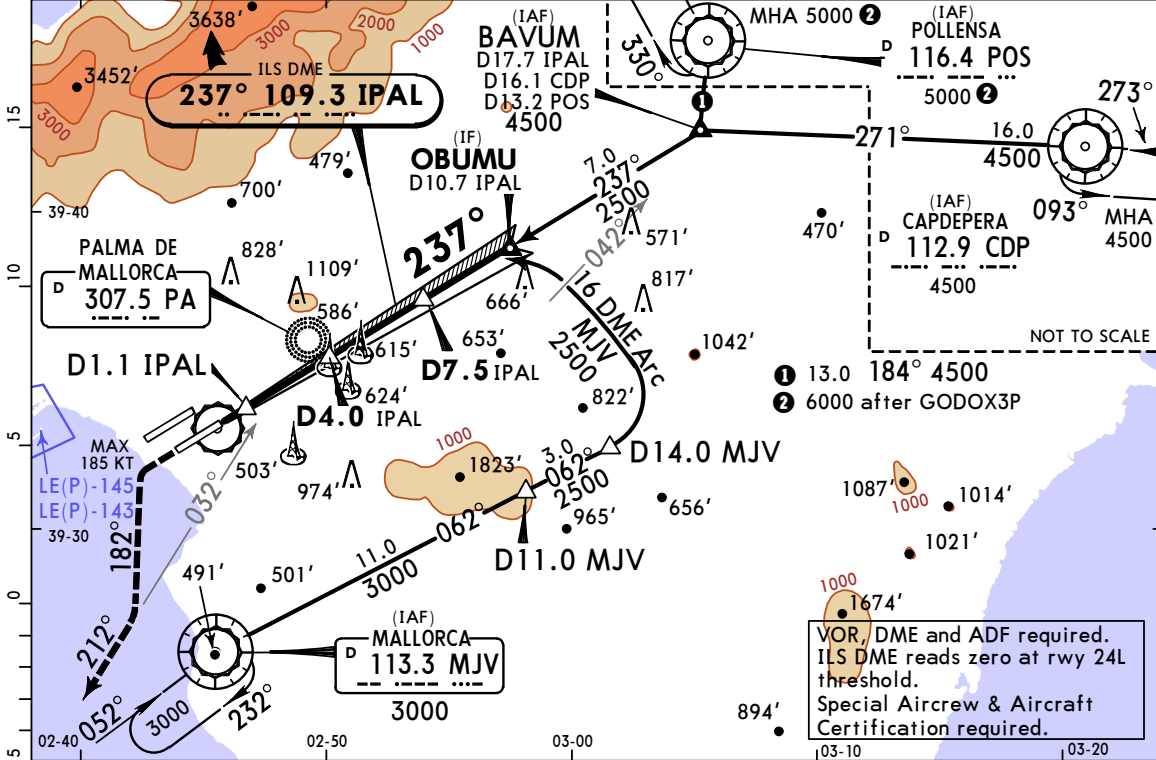 3638’
3000
2000
1000
3452’
3000
ILS DME
237° 109.3 IPAL
(IAF)
BAVUM
D17.7 IPAL
D16.1 CDP
D13.2 POS
4500
330°
MHA 5000 2
(IAF)
POLLENSA
D 116.4 POS
5000 2
1
273°
271°
16.0
4500
093°
MHA
4500
(IAF)
CAPDEPERA
D 112.9 CDP
4500
15
479’
700’
(IF)
OBUMU
D10.7 IPAL
7.0
237°
2500
39-40
237°
042°
571’
470’
PALMA DE
MALLORCA
D 307.5 PA
828’
1109’
586’
10
666’
817’
16 DME Arc
MJV
2500
NOT TO SCALE
615’
653’
1042’
D1.1 IPAL
D7.5 IPAL
624’
D4.0 IPAL
822’
1 13.0 184° 4500
2 6000 after GODOX3P
5
MAX
185 KT
503’
974’
1000
1823’
3.0
062°
2500
D14.0 MJV
LE(P)-145
LE(P)-143
032°
1087’
1000
1014’
656’
965’
39-30
182°
062°
1021’
D11.0 MJV
11.0
3000
491’
501’
1000
1674’
0
212°
(IAF)
MALLORCA
D 113.3 MJV
3000
VOR, DME and ADF required.
ILS DME reads zero at rwy 24L
threshold.
Special Aircrew & Aircraft
Certification required.
052°
3000
232°
894’
5
02-40
02-50
03-00
03-10
03-20